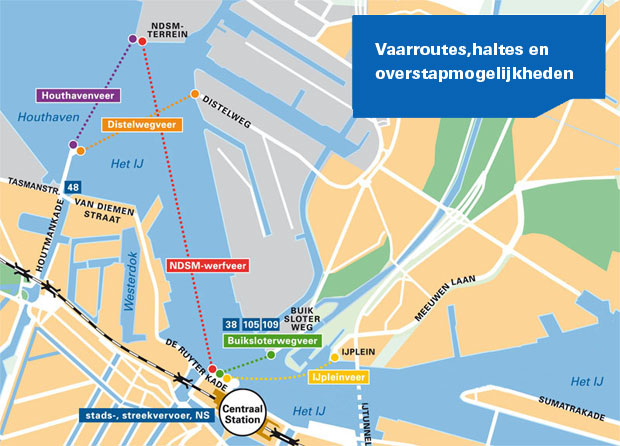 Vaarroutes,haltes en
overstapmogelijkheden
NDSM-
TERREIN
Houthavenveer
Houthaven
Distelwegveer
DISTELWEG
Het IJ
TASMANSTR.
48
VAN DIEMEN
STRAAT
HOUTMANKADE
Westerdok
NDSM-werfveer
MEEUWEN LAAN
BUIK
SLOTER
WEG
38 105 109
Buiksloterwegveer
DE RUYTER KADE
IJPLEIN
IJpleinveer
Centraal
Station
stads-, streekvervoer, NS
Het IJ
IJTUNNEL
Het IJ
SUMATRAKADE